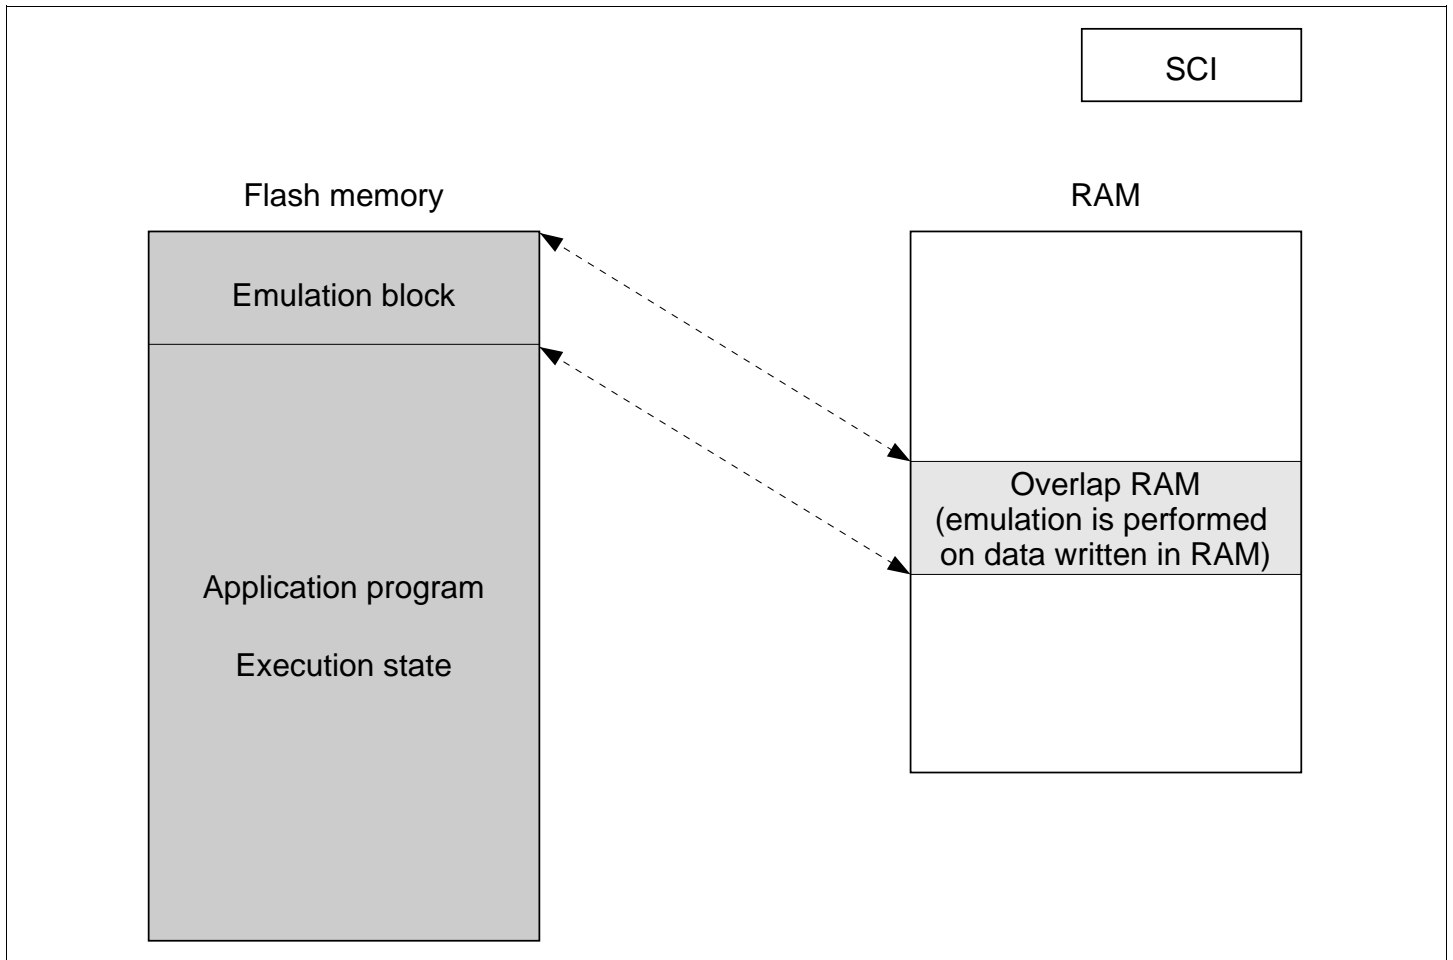 SCI
Flash memory
RAM
Emulation block
Overlap RAM
(emulation is performed
on data written in RAM)
Application program
Execution state